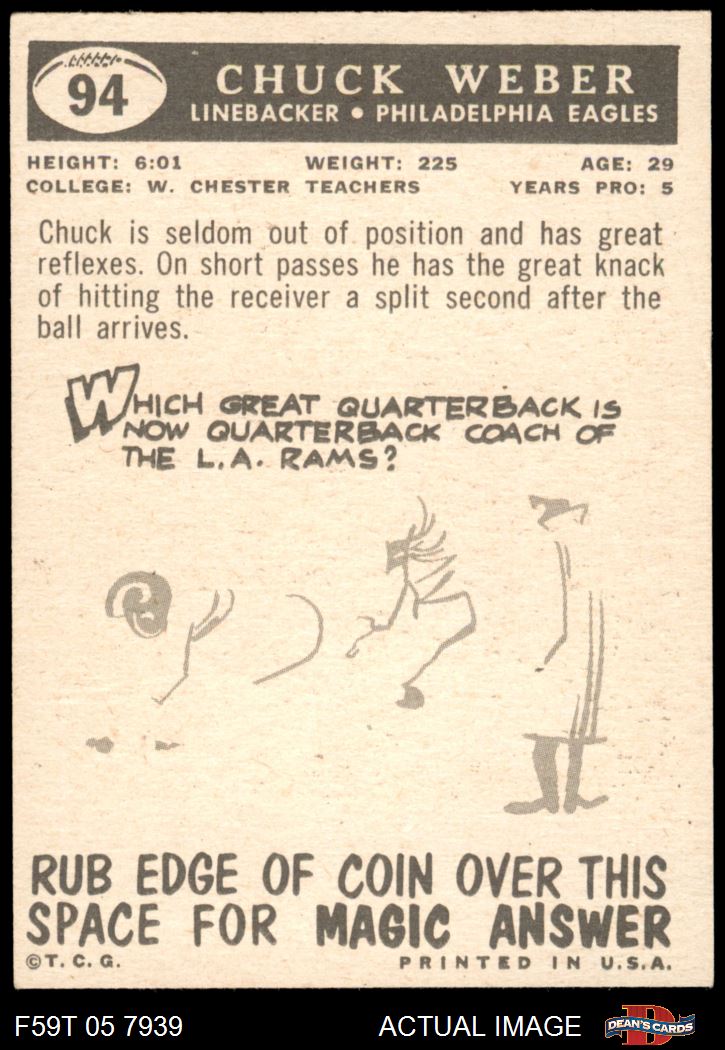 94
CHUCK WEBER
LINEBACKER • PHILADELPHIA EAGLES
HEIGHT: 6:01 WEIGHT: 225 AGE: 29
COLLEGE: W. CHESTER TEACHERS YEARS PRO: 5
Chuck is seldom out of position and has great
reflexes. On short passes he has the great knack
of hitting the receiver a split second after the
ball arrives.
WHICH GREAT QUARTERBACK IS
NOW QUARTERBACK COACH OF
THE L.A. RAMS?
RUB EDGE OF COIN OVER THIS
SPACE FOR MAGIC ANSWER
©T. C. G. PRINTED IN U.S.A.
F59T 05 7939 ACTUAL IMAGE DEAN'S CARDS